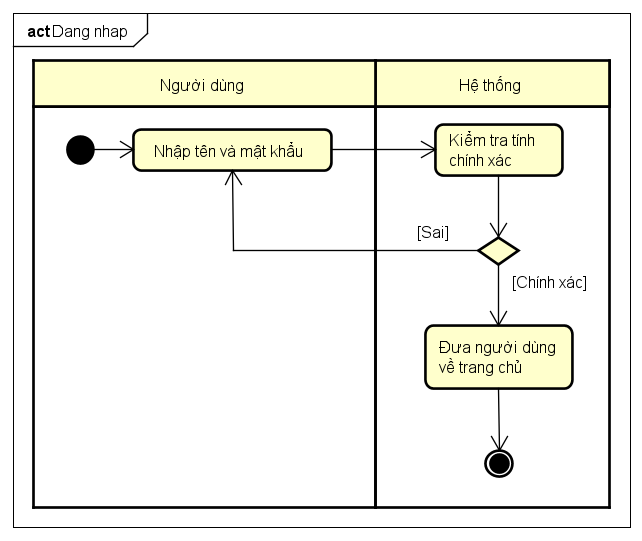 act Dang nhap
Người dùng
Hệ thống
Nhập tên và mật khẩu
Kiểm tra tính
chính xác
[Sai]
[Chính xác]
Đưa người dùng
về trang chủ